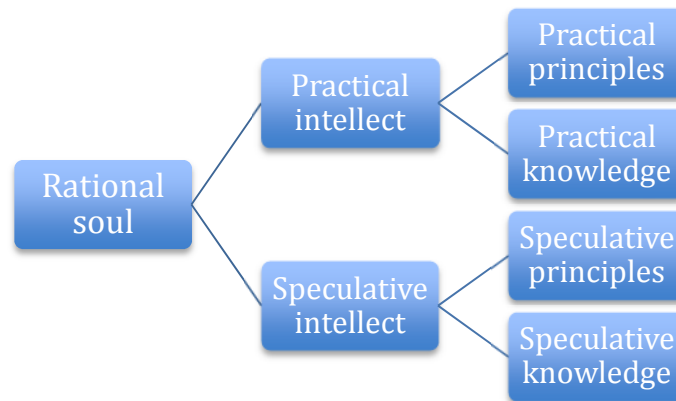 Rational
soul
Practical
intellect
Speculative
intellect
Practical
principles
Practical
knowledge
Speculative
principles
Speculative
knowledge